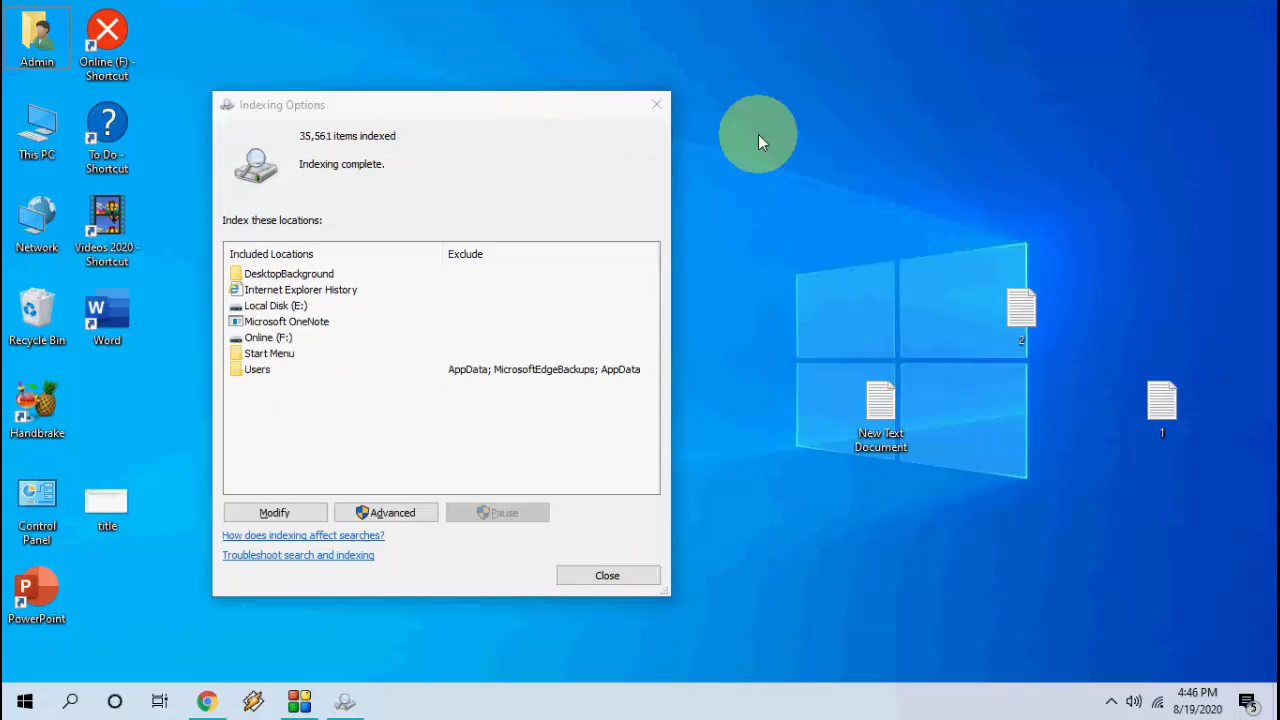 Admin
Online (F) -
Shortcut
This PC
To Do -
Shortcut
Network
Videos 2020 -
Shortcut
Recycle Bin
W
Word
Handbrake
Control
Panel
title
P
PowerPoint
Indexing Options
35,561 items indexed
Indexing complete.
Index these locations:
Included Locations
Exclude
DesktopBackground
Internet Explorer History
Local Disk (E:)
Microsoft OneNote
Online (F:)
Start Menu
Users
AppData; MicrosoftEdgeBackups; AppData
Modify
Advanced
Pause
How does indexing affect searches?
Troubleshoot search and indexing
Close
2
New Text
Document
1
4:46 PM
8/19/2020
5